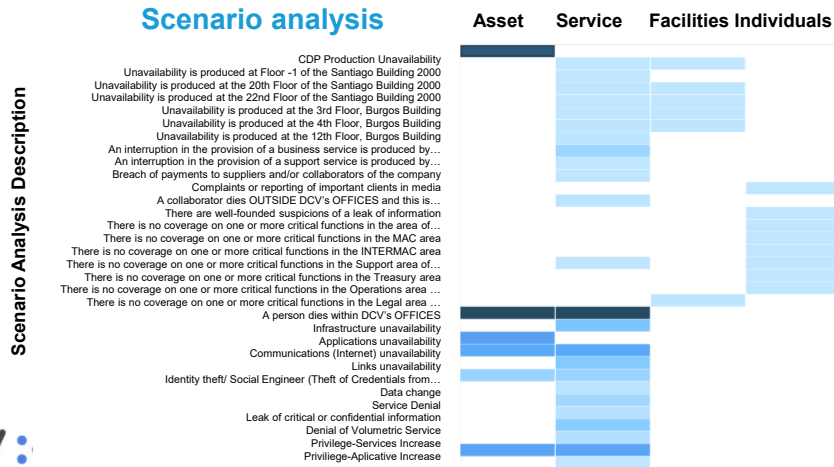 Scenario analysis
Asset
Service
Facilities
Individuals
Scenario Analysis Description
CDP Production Unavailability
Unavailability is produced at Floor -1 of the Santiago Building 2000
Unavailability is produced at the 20th Floor of the Santiago Building 2000
Unavailability is produced at the 22nd Floor of the Santiago Building 2000
Unavailability is produced at the 3rd Floor, Burgos Building
Unavailability is produced at the 4th Floor, Burgos Building
Unavailability is produced at the 12th Floor, Burgos Building
An interruption in the provision of a business service is produced by…
An interruption in the provision of a support service is produced by…
Breach of payments to suppliers and/or collaborators of the company
Complaints or reporting of important clients in media
A collaborator dies OUTSIDE DCV's OFFICES and this is…
There are well-founded suspicions of a leak of information
There is no coverage on one or more critical functions in the area of…
There is no coverage on one or more critical functions in the MAC area
There is no coverage on one or more critical functions in the INTERMAC area
There is no coverage on one or more critical functions in the Support area of…
There is no coverage on one or more critical functions in the Treasury area
There is no coverage on one or more critical functions in the Operations area …
There is no coverage on one or more critical functions in the Legal area …
A person dies within DCV's OFFICES
Infrastructure unavailability
Applications unavailability
Communications (Internet) unavailability
Links unavailability
Identity theft/ Social Engineer (Theft of Credentials from…
Data change
Service Denial
Leak of critical or confidential information
Denial of Volumetric Service
Privilege-Services Increase
Priviliege-Aplicative Increase